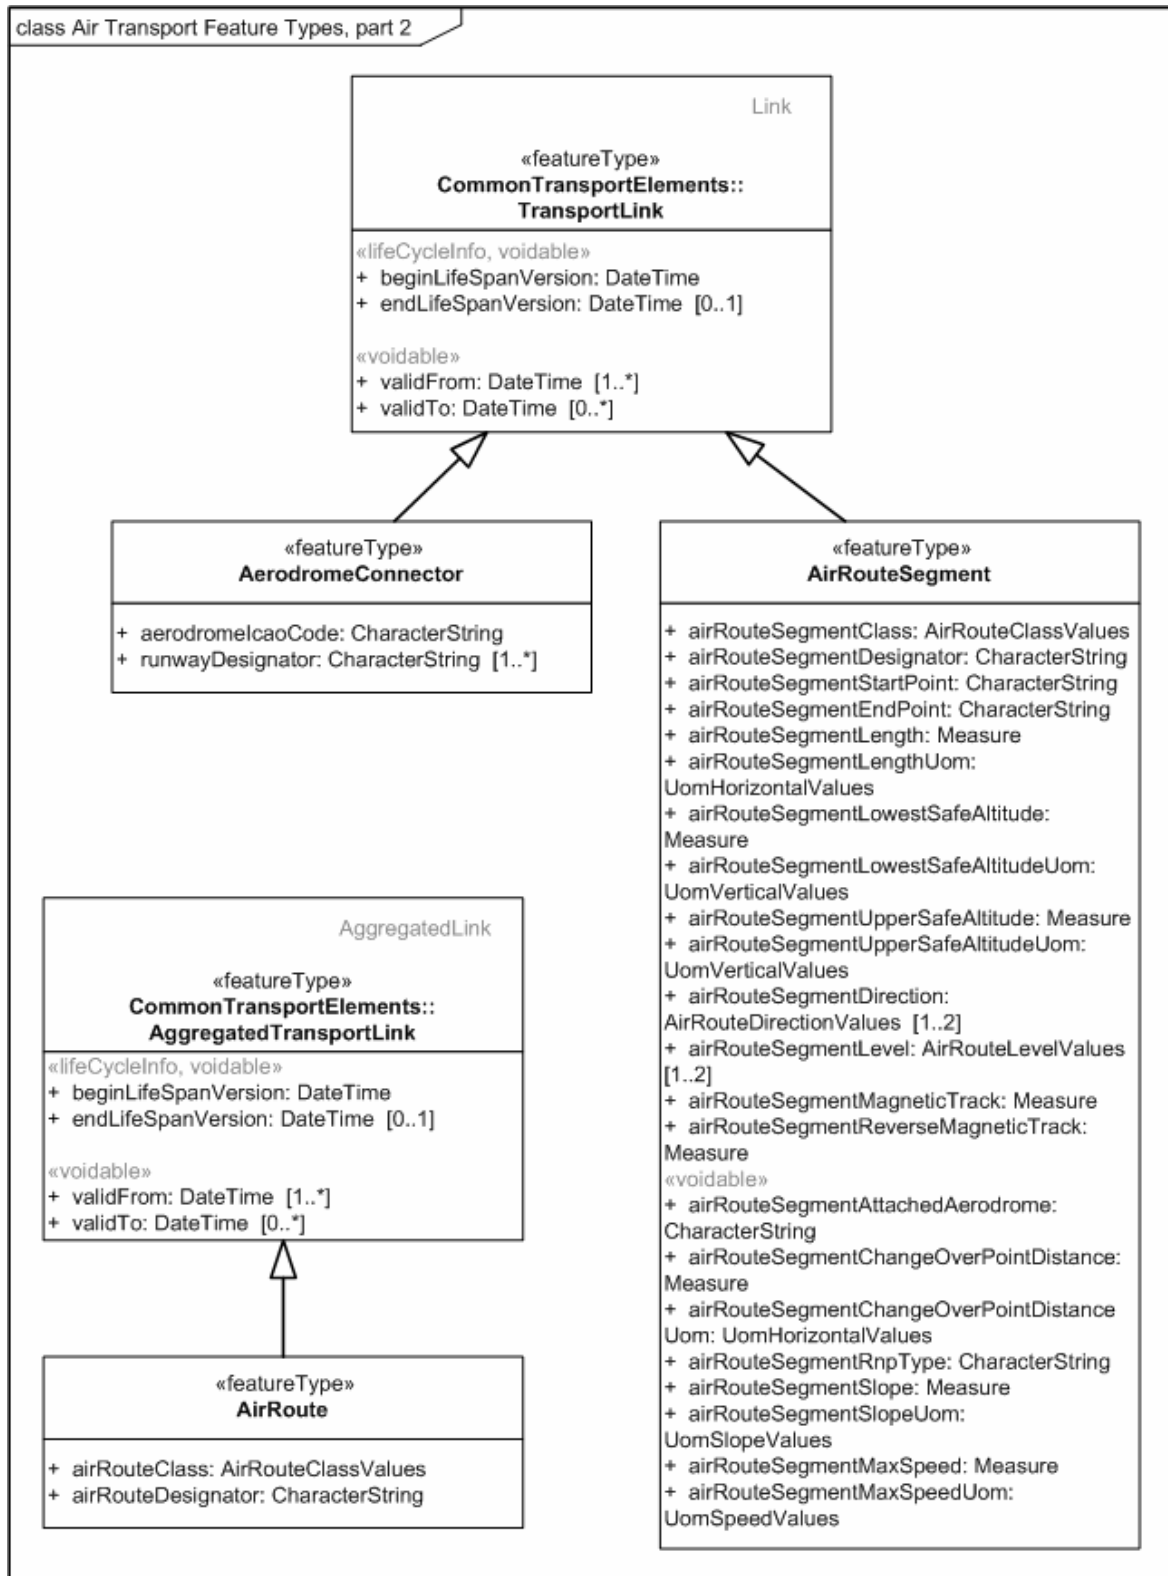 class Air Transport Feature Types, part 2
Link
«featureType»
CommonTransportElements::
TransportLink
«lifeCycleInfo, voidable»
+ beginLifeSpanVersion: DateTime
+ endLifeSpanVersion: DateTime [0..1]
«voidable»
+ validFrom: DateTime [1..*]
+ validTo: DateTime [0..*]
«featureType»
AerodromeConnector
+ aerodromeIcaoCode: CharacterString
+ runwayDesignator: CharacterString [1..*]
«featureType»
AirRouteSegment
+ airRouteSegmentClass: AirRouteClassValues
+ airRouteSegmentDesignator: CharacterString
+ airRouteSegmentStartPoint: CharacterString
+ airRouteSegmentEndPoint: CharacterString
+ airRouteSegmentLength: Measure
+ airRouteSegmentLengthUom:
UomHorizontalValues
+ airRouteSegmentLowestSafeAltitude:
Measure
+ airRouteSegmentLowestSafeAltitudeUom:
UomVerticalValues
+ airRouteSegmentUpperSafeAltitude: Measure
+ airRouteSegmentUpperSafeAltitudeUom:
UomVerticalValues
+ airRouteSegmentDirection:
AirRouteDirectionValues [1..2]
+ airRouteSegmentLevel: AirRouteLevelValues
[1..2]
+ airRouteSegmentMagneticTrack: Measure
+ airRouteSegmentReverseMagneticTrack:
Measure
«voidable»
+ airRouteSegmentAttachedAerodrome:
CharacterString
+ airRouteSegmentChangeOverPointDistance:
Measure
+ airRouteSegmentChangeOverPointDistance
Uom: UomHorizontalValues
+ airRouteSegmentRnpType: CharacterString
+ airRouteSegmentSlope: Measure
+ airRouteSegmentSlopeUom:
UomSlopeValues
+ airRouteSegmentMaxSpeed: Measure
+ airRouteSegmentMaxSpeedUom:
UomSpeedValues
AggregatedLink
«featureType»
CommonTransportElements::
AggregatedTransportLink
«lifeCycleInfo, voidable»
+ beginLifeSpanVersion: DateTime
+ endLifeSpanVersion: DateTime [0..1]
«voidable»
+ validFrom: DateTime [1..*]
+ validTo: DateTime [0..*]
«featureType»
AirRoute
+ airRouteClass: AirRouteClassValues
+ airRouteDesignator: CharacterString